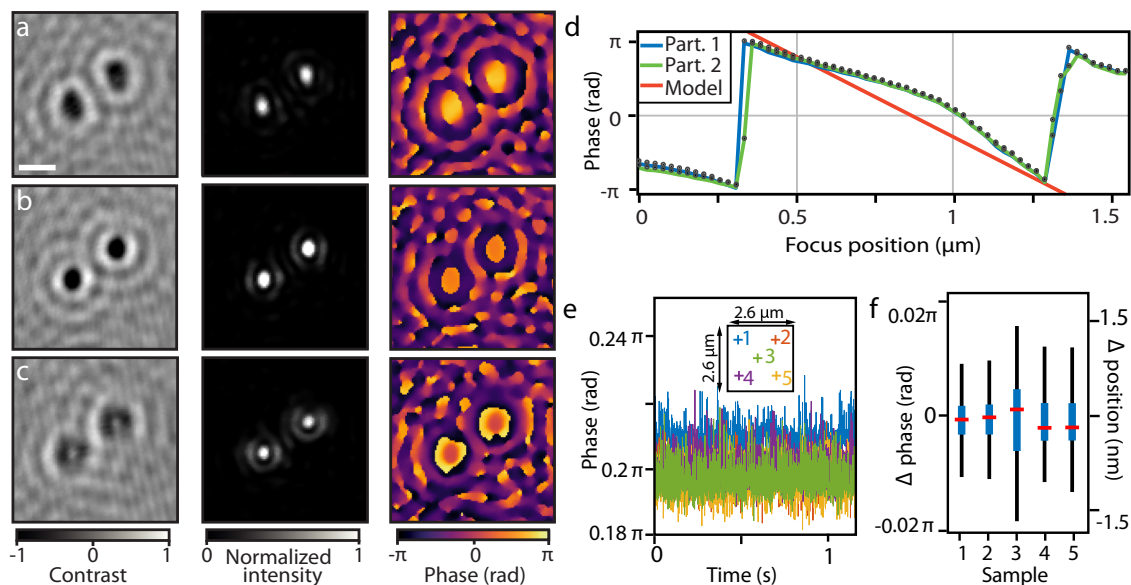 a
b
c
-1 0 1
Contrast
0 1
Normalized
intensity
-π 0 π
Phase (rad)
d
π
0
-π
Phase (rad)
Part. 1
Part. 2
Model
0 0.5 1 1.5
Focus position (μm)
e
0.24 π
0.2 π
0.18 π
Phase (rad)
2.6 μm
2.6 μm
+1 +2
+3
+4 +5
0 1
Time (s)
f
0.02π
0
-0.02π
Δ phase (rad)
1.5
0
-1.5
Δ position (nm)
1 2 3 4 5
Sample